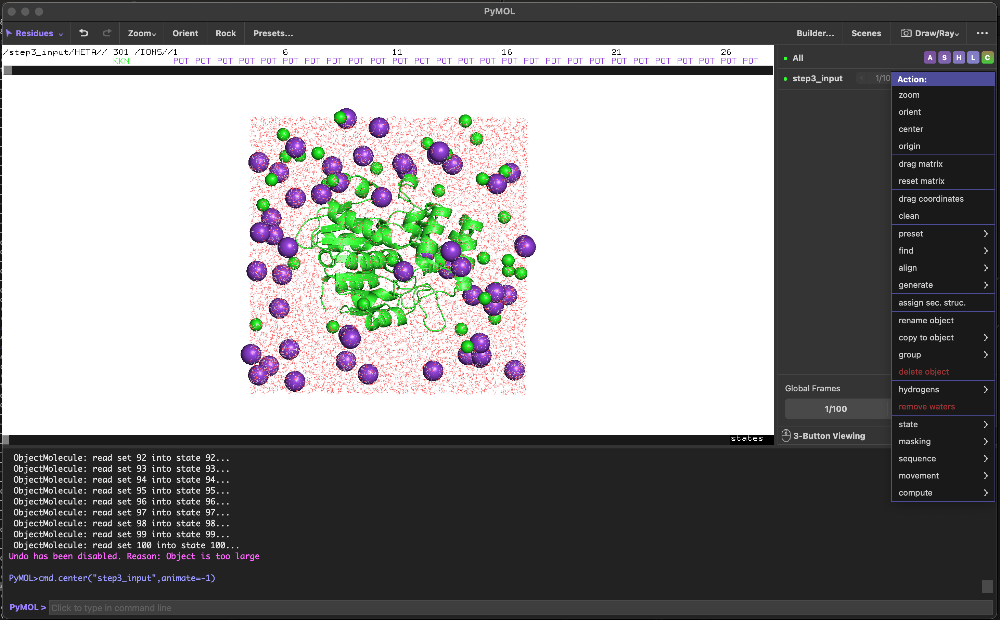 PyMOL
Residues Zoom Orient Rock Presets... Builder... Scenes Draw/Ray ...
/step3_input/HETA// 301 /IONS//1 6 11 16 21 26
KKN POT POT POT POT POT POT POT POT POT POT POT POT POT POT POT POT POT POT POT POT POT POT POT POT POT POT POT
All A S H L C
step3_input 1/10
Action:
zoom
orient
center
origin
drag matrix
reset matrix
drag coordinates
clean
preset
find
align
generate
assign sec. struc.
rename object
copy to object
group
delete object
hydrogens
remove waters
state
masking
sequence
movement
compute
Global Frames
1/100
3-Button Viewing
states
ObjectMolecule: read set 92 into state 92...
ObjectMolecule: read set 93 into state 93...
ObjectMolecule: read set 94 into state 94...
ObjectMolecule: read set 95 into state 95...
ObjectMolecule: read set 96 into state 96...
ObjectMolecule: read set 97 into state 97...
ObjectMolecule: read set 98 into state 98...
ObjectMolecule: read set 99 into state 99...
ObjectMolecule: read set 100 into state 100...
Undo has been disabled. Reason: Object is too large
PyMOL>cmd.center("step3_input",animate=-1)
PyMOL > Click to type in command line